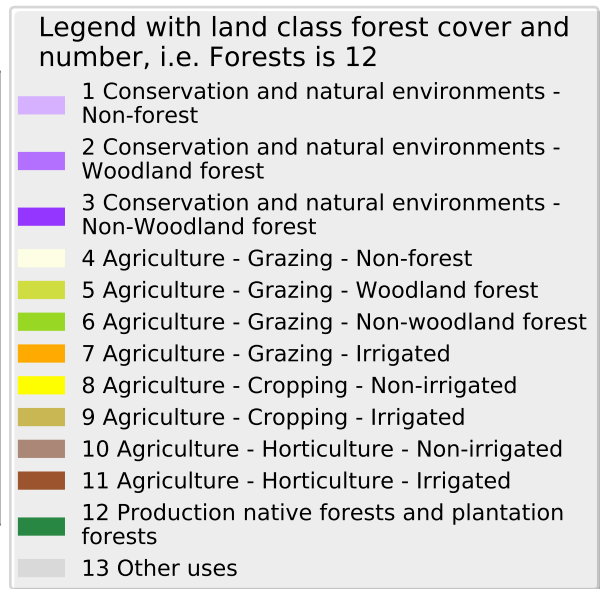 Legend with land class forest cover and
number, i.e. Forests is 12
1 Conservation and natural environments -
Non-forest
2 Conservation and natural environments -
Woodland forest
3 Conservation and natural environments -
Non-Woodland forest
4 Agriculture - Grazing - Non-forest
5 Agriculture - Grazing - Woodland forest
6 Agriculture - Grazing - Non-woodland forest
7 Agriculture - Grazing - Irrigated
8 Agriculture - Cropping - Non-irrigated
9 Agriculture - Cropping - Irrigated
10 Agriculture - Horticulture - Non-irrigated
11 Agriculture - Horticulture - Irrigated
12 Production native forests and plantation
forests
13 Other uses